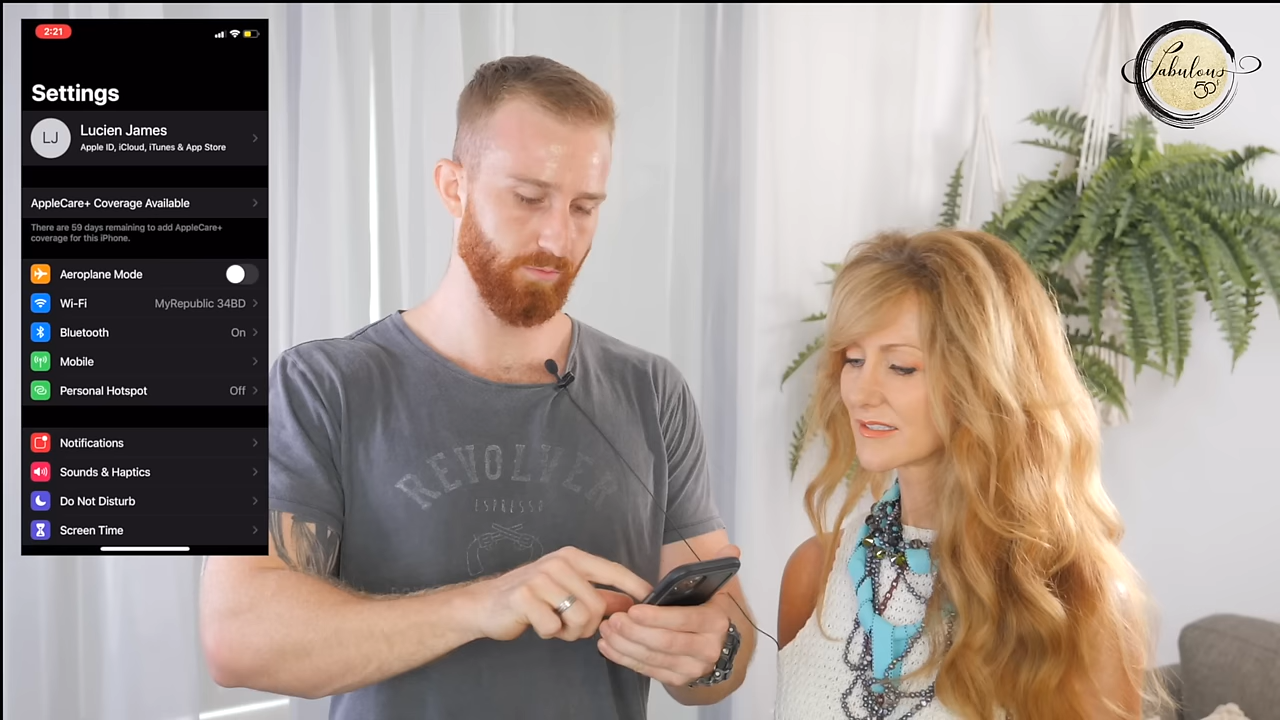 2:21
Settings
LJ
Lucien James
Apple ID, iCloud, iTunes & App Store
AppleCare+ Coverage Available
There are 59 days remaining to add AppleCare+
coverage for this iPhone.
Aeroplane Mode
Wi-Fi MyRepublic 34BD
Bluetooth On
Mobile
Personal Hotspot Off
Notifications
Sounds & Haptics
Do Not Disturb
Screen Time
REVOLVER
ESPRESSO
Fabulous
50's